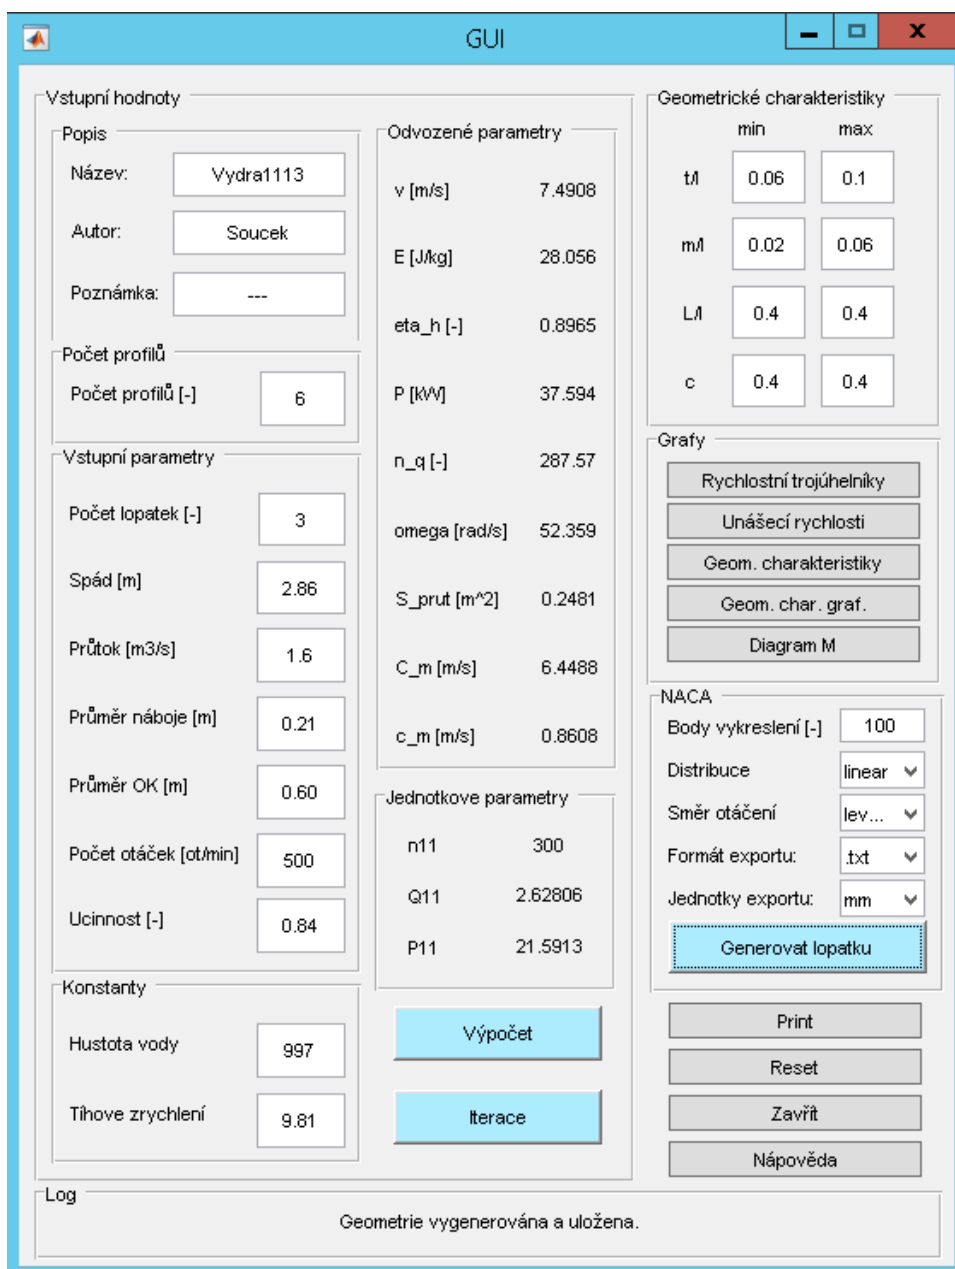 GUI
Vstupní hodnoty
Popis
Název: Vydra1113
Autor: Soucek
Poznámka: ---
Počet profilů
Počet profilů [-] 6
Vstupní parametry
Počet lopatek [-] 3
Spád [m] 2.86
Průtok [m3/s] 1.6
Průměr náboje [m] 0.21
Průměr OK [m] 0.60
Počet otáček [ot/min] 500
Ucinnost [-] 0.84
Konstanty
Hustota vody 997
Tíhove zrychlení 9.81
Odvozené parametry
v [m/s] 7.4908
E [J/kg] 28.056
eta_h [-] 0.8965
P [kW] 37.594
n_q [-] 287.57
omega [rad/s] 52.359
S_prut [m^2] 0.2481
C_m [m/s] 6.4488
c_m [m/s] 0.8608
Jednotkove parametry
n11 300
Q11 2.62806
P11 21.5913
Výpočet
Iterace
Geometrické charakteristiky
min max
t/l 0.06 0.1
m/l 0.02 0.06
L/l 0.4 0.4
c 0.4 0.4
Grafy
Rychlostní trojúhelníky
Unášecí rychlosti
Geom. charakteristiky
Geom. char. graf.
Diagram M
NACA
Body vykreslení [-] 100
Distribuce linear
Směr otáčení lev...
Formát exportu: .txt
Jednotky exportu: mm
Generovat lopatku
Print
Reset
Zavřít
Nápověda
Log
Geometrie vygenerována a uložena.